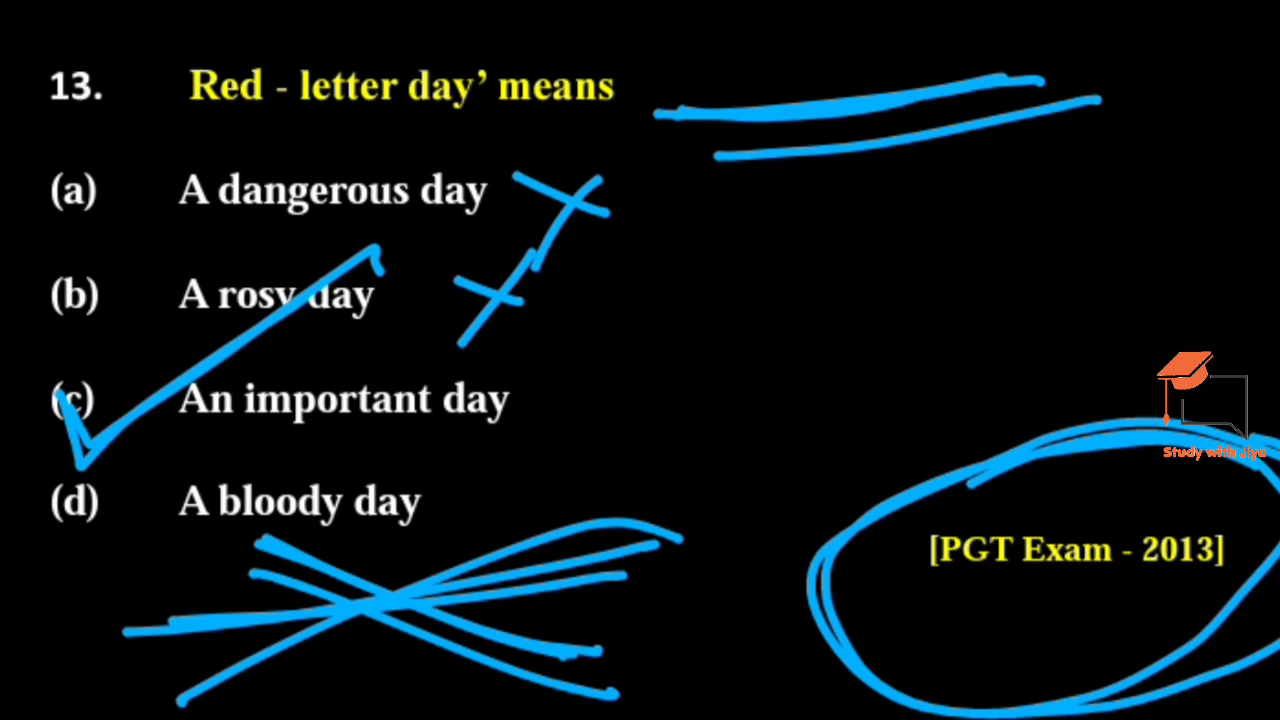 13. Red - letter day’ means
(a) A dangerous day
(b) A rosy day
(c) An important day
(d) A bloody day
Study with Jiya
[PGT Exam - 2013]